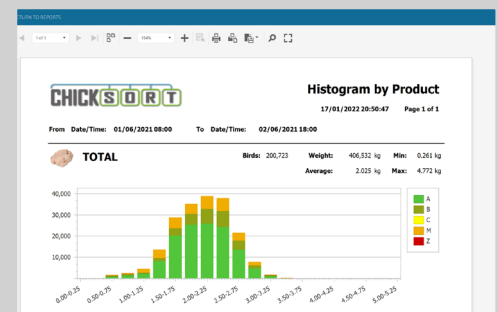 RETURN TO REPORTS
1 of 1
104%
CHICKSORT
Histogram by Product
17/01/2022 20:50:47 Page 1 of 1
From Date/Time: 01/06/2021 08:00 To Date/Time: 02/06/2021 18:00
TOTAL
Birds: 200,723 Weight: 406,532 kg Min: 0.261 kg
Average: 2.025 kg Max: 4.772 kg
40,000
30,000
20,000
10,000
A
B
C
M
Z
0.00-0.25 0.50-0.75 1.00-1.25 1.50-1.75 2.00-2.25 2.50-2.75 3.00-3.25 3.50-3.75 4.00-4.25 4.50-4.75 5.00-5.25